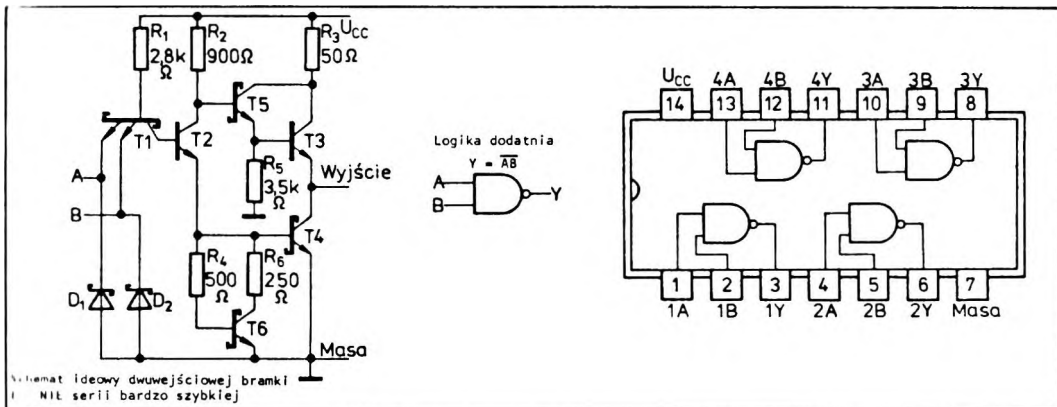 UCC
R1
2,8k
Ω
R2
900Ω
R3
50Ω
T5
T1
T2
T3
R5
3,5k
Ω
Wyjście
A
B
T4
R4
500
Ω
R6
250
Ω
D1
D2
T6
Masa
ideowy dwuwejściowej bramki
NIE serii bardzo szybkiej
Logika dodatnia
Y = A̅B̅
A
B
Y
UCC 4A 4B 4Y 3A 3B 3Y
14 13 12 11 10 9 8
1 2 3 4 5 6 7
1A 1B 1Y 2A 2B 2Y Masa